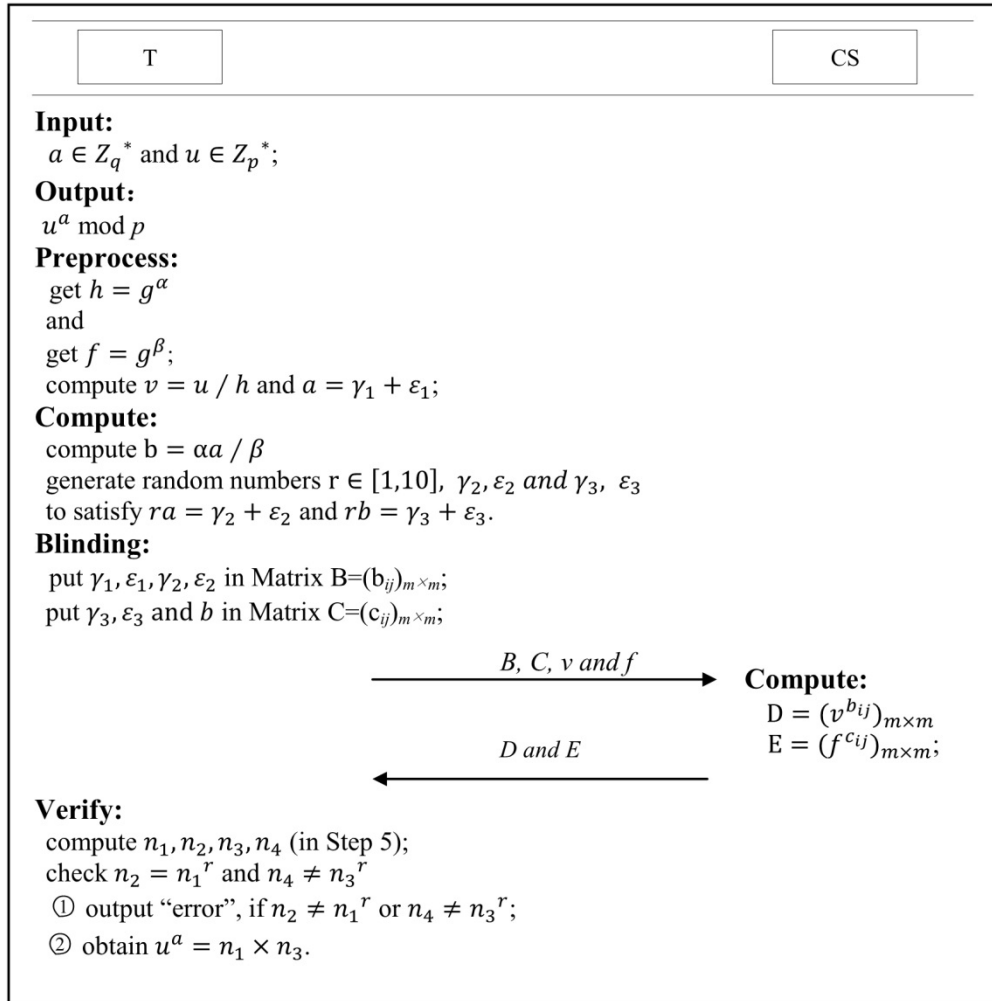 T
CS
Input:
a ∈ Z_q^* and u ∈ Z_p^*;
Output：
u^a mod p
Preprocess:
get h = g^α
and
get f = g^β;
compute v = u / h and a = γ₁ + ε₁;
Compute:
compute b = αa / β
generate random numbers r ∈ [1,10], γ₂, ε₂ and γ₃, ε₃
to satisfy ra = γ₂ + ε₂ and rb = γ₃ + ε₃.
Blinding:
put γ₁, ε₁, γ₂, ε₂ in Matrix B=(b_ij)_m×m;
put γ₃, ε₃ and b in Matrix C=(c_ij)_m×m;
B, C, v and f
Compute:
D = (v^{b_ij})_m×m
E = (f^{c_ij})_m×m;
D and E
Verify:
compute n₁, n₂, n₃, n₄ (in Step 5);
check n₂ = n₁^r and n₄ ≠ n₃^r
① output “error”, if n₂ ≠ n₁^r or n₄ ≠ n₃^r;
② obtain u^a = n₁ × n₃.